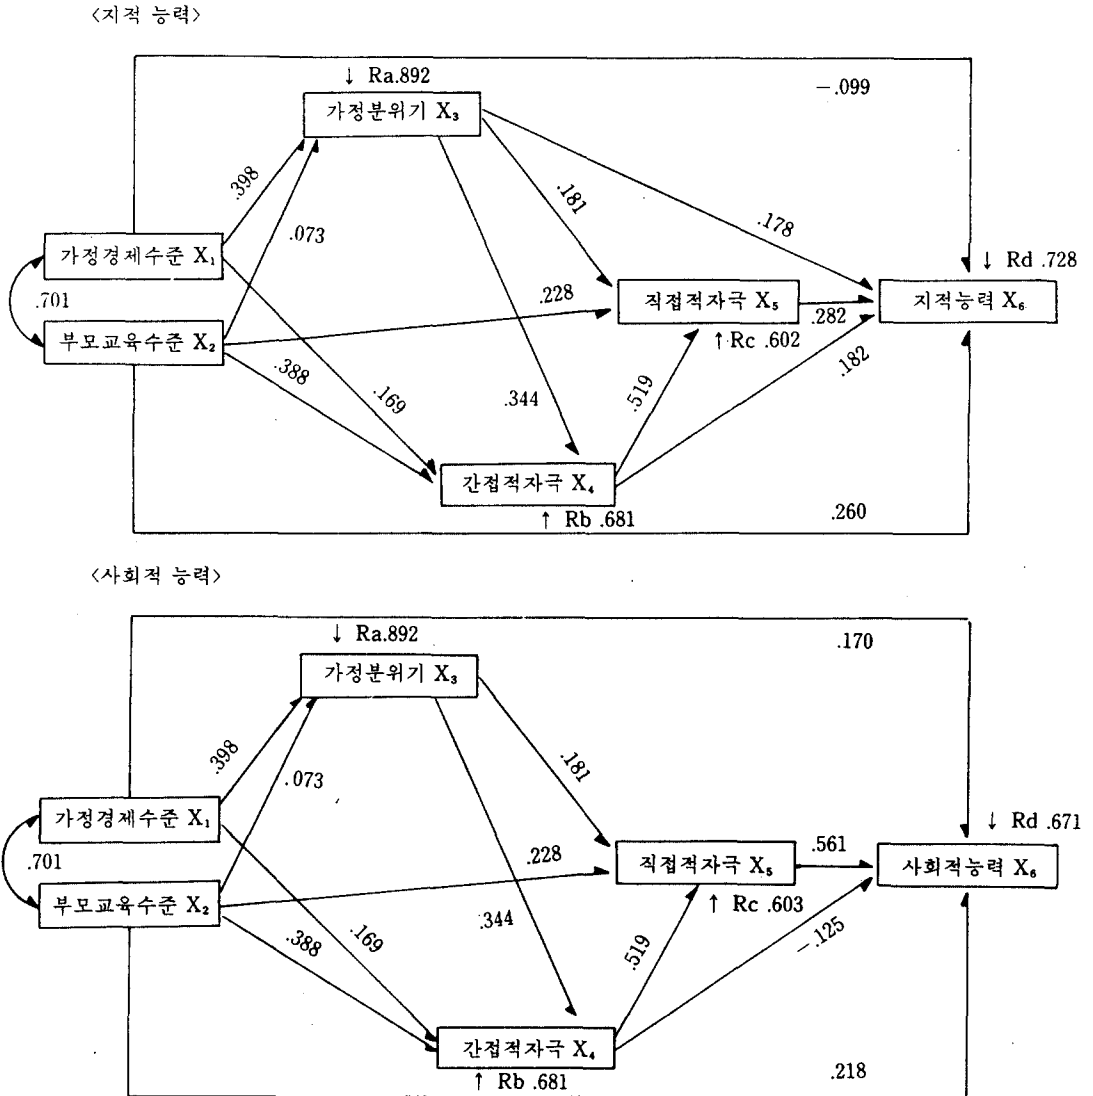 〈지적 능력〉
-.099
↓ Ra.892
가정분위기 X₃
.398
.073
.181
.178
가정경제수준 X₁
↓ Rd .728
.701
.228
직접적자극 X₅
지적능력 X₆
.282
부모교육수준 X₂
↑ Rc .602
.388
.169
.344
.519
.182
간접적자극 X₄
↑ Rb .681
.260
〈사회적 능력〉
.170
↓ Ra.892
가정분위기 X₃
.398
.073
.181
가정경제수준 X₁
↓ Rd .671
.701
.228
.561
직접적자극 X₅
사회적능력 X₆
부모교육수준 X₂
↑ Rc .603
.388
.169
.344
.519
-.125
간접적자극 X₄
↑ Rb .681
.218